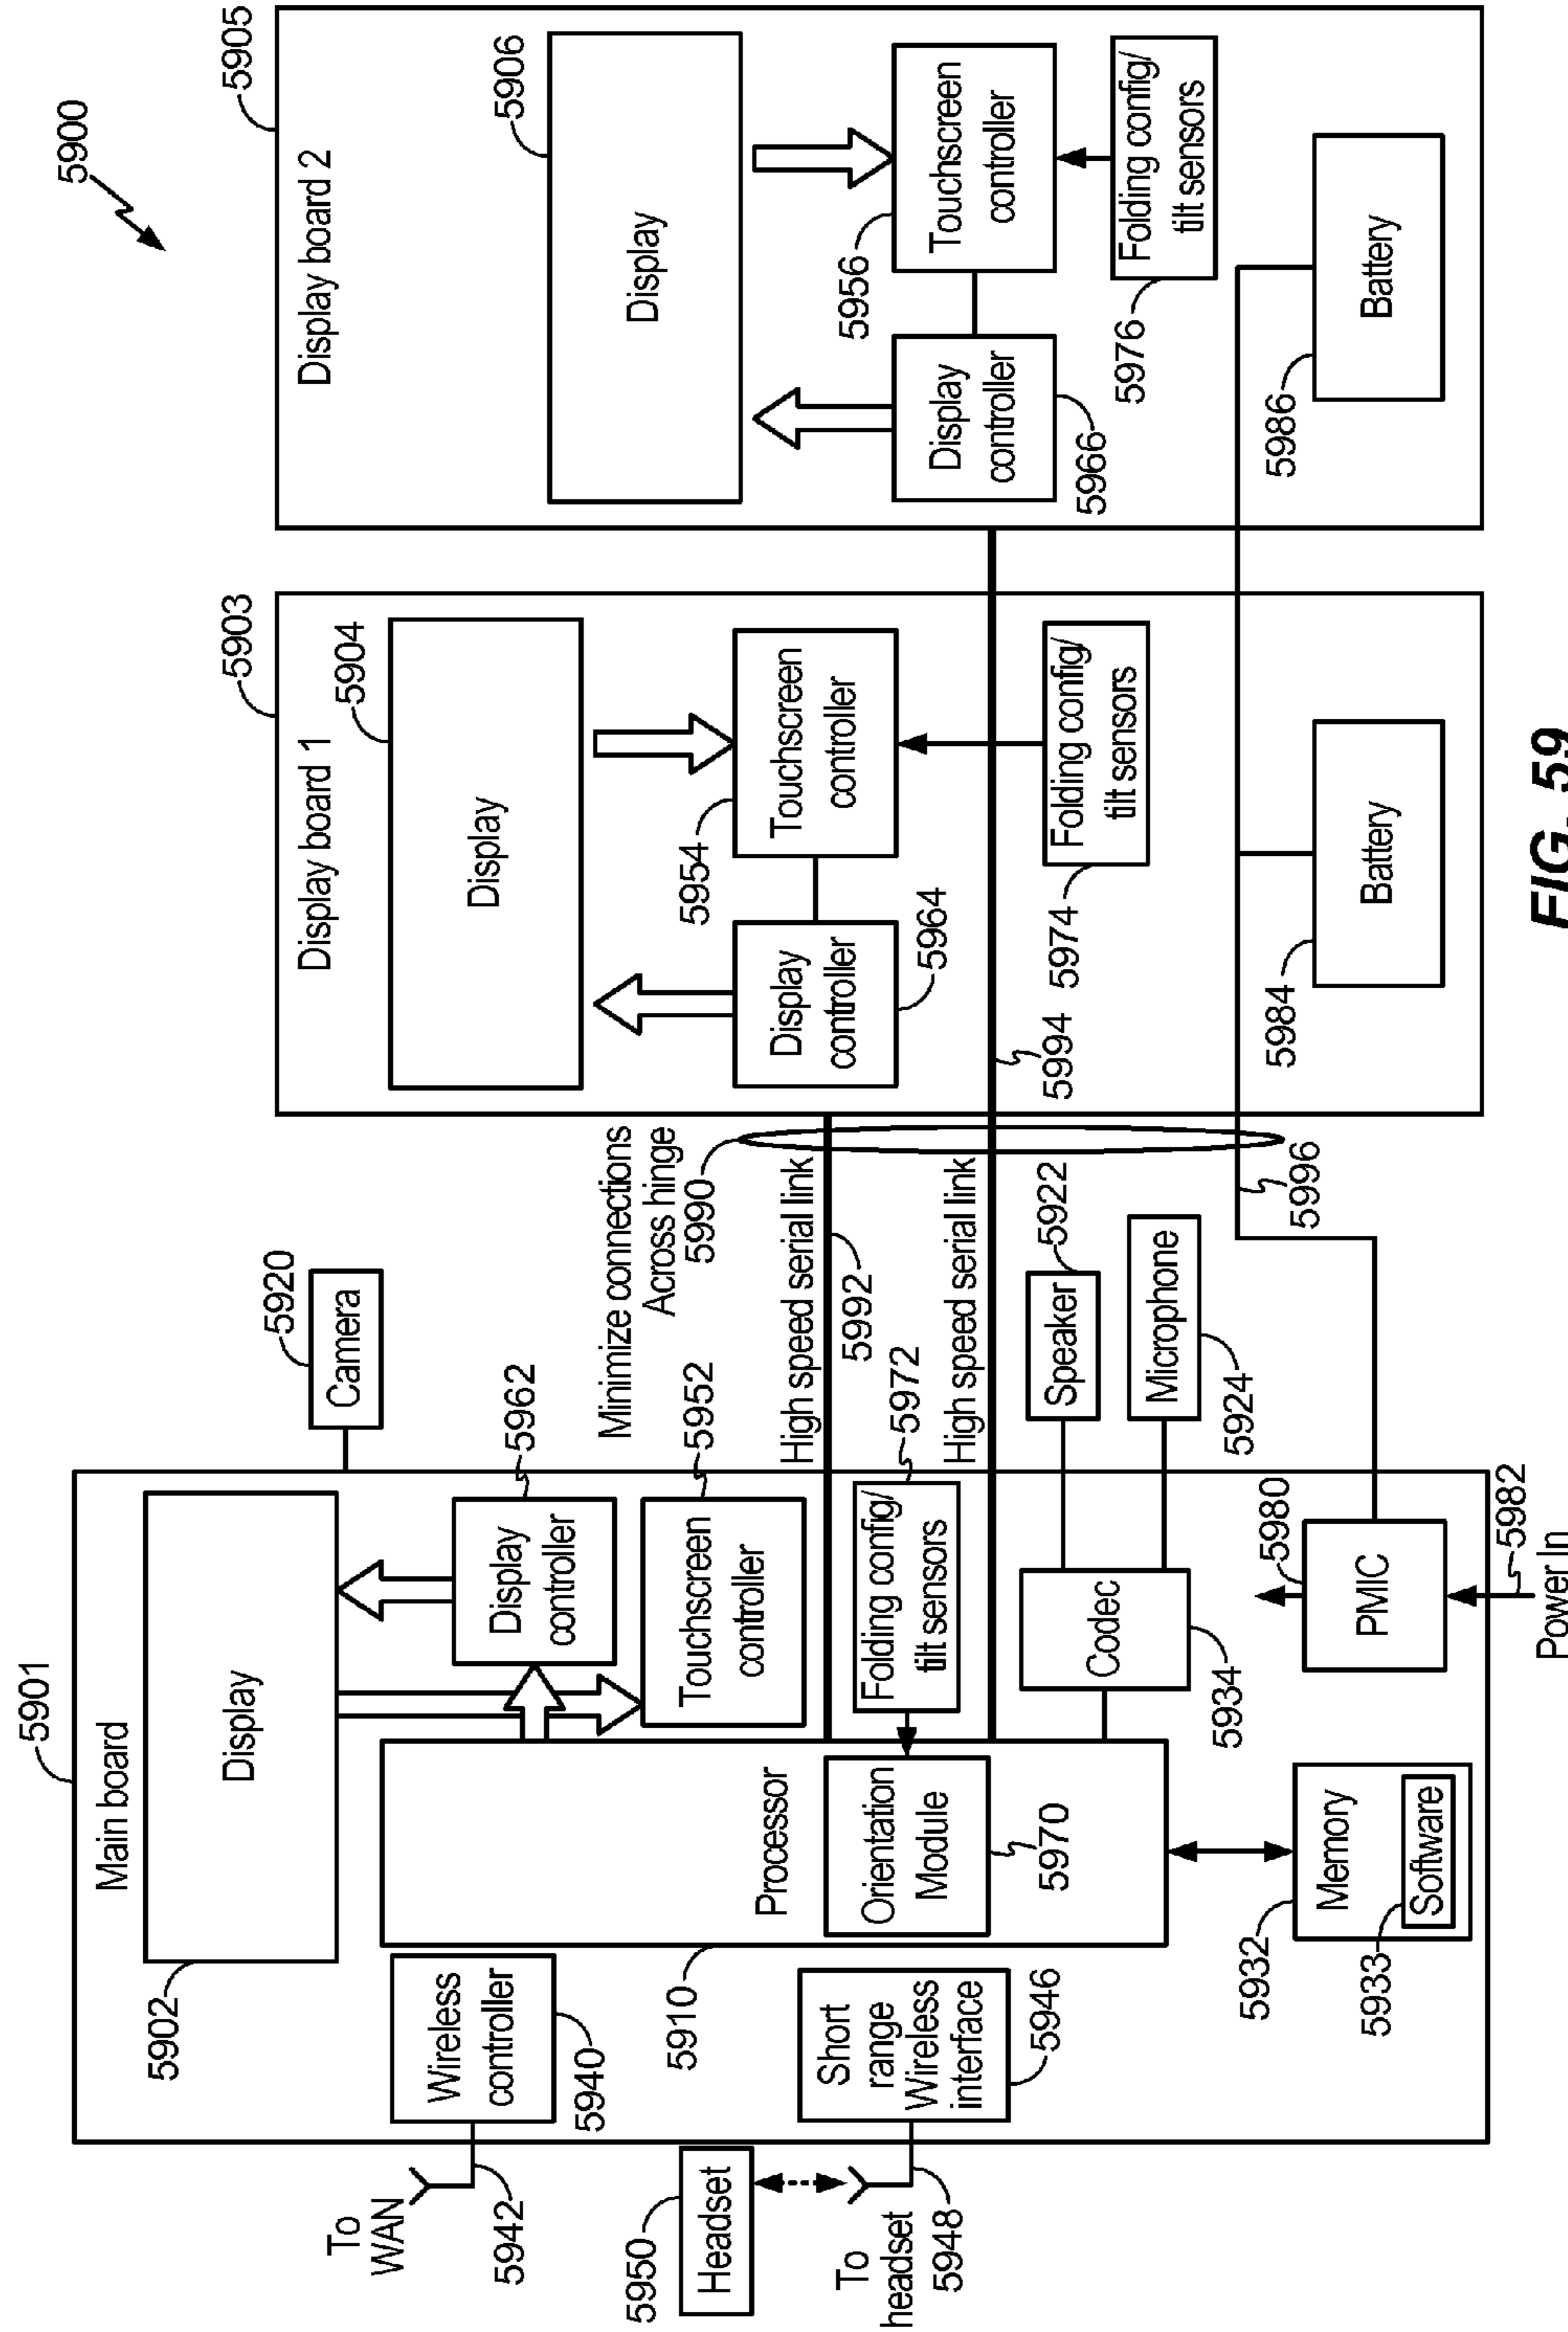 5900
5901
Main board
5902
Display
5920
Camera
5962
Display
controller
5952
Touchscreen
controller
To
WAN
5942
Wireless
controller
5940
5910
Processor
Orientation
Module
5970
5972
Folding config/
tilt sensors
5950
Headset
To
headset
5948
Short
range
Wireless
interface
5946
5932
Memory
5933
Software
5934
Codec
5922
Speaker
Microphone
5924
5980
PMIC
5982
Power In
Minimize connections
Across hinge
5990
High speed serial link
5992
High speed serial link
5994
5996
5903
Display board 1
5904
Display
5954
Touchscreen
controller
Display
controller
5964
Folding config/
tilt sensors
5974
5984
Battery
5905
Display board 2
5906
Display
5956
Touchscreen
controller
Display
controller
5966
Folding config/
tilt sensors
5976
5986
Battery
FIG. 59